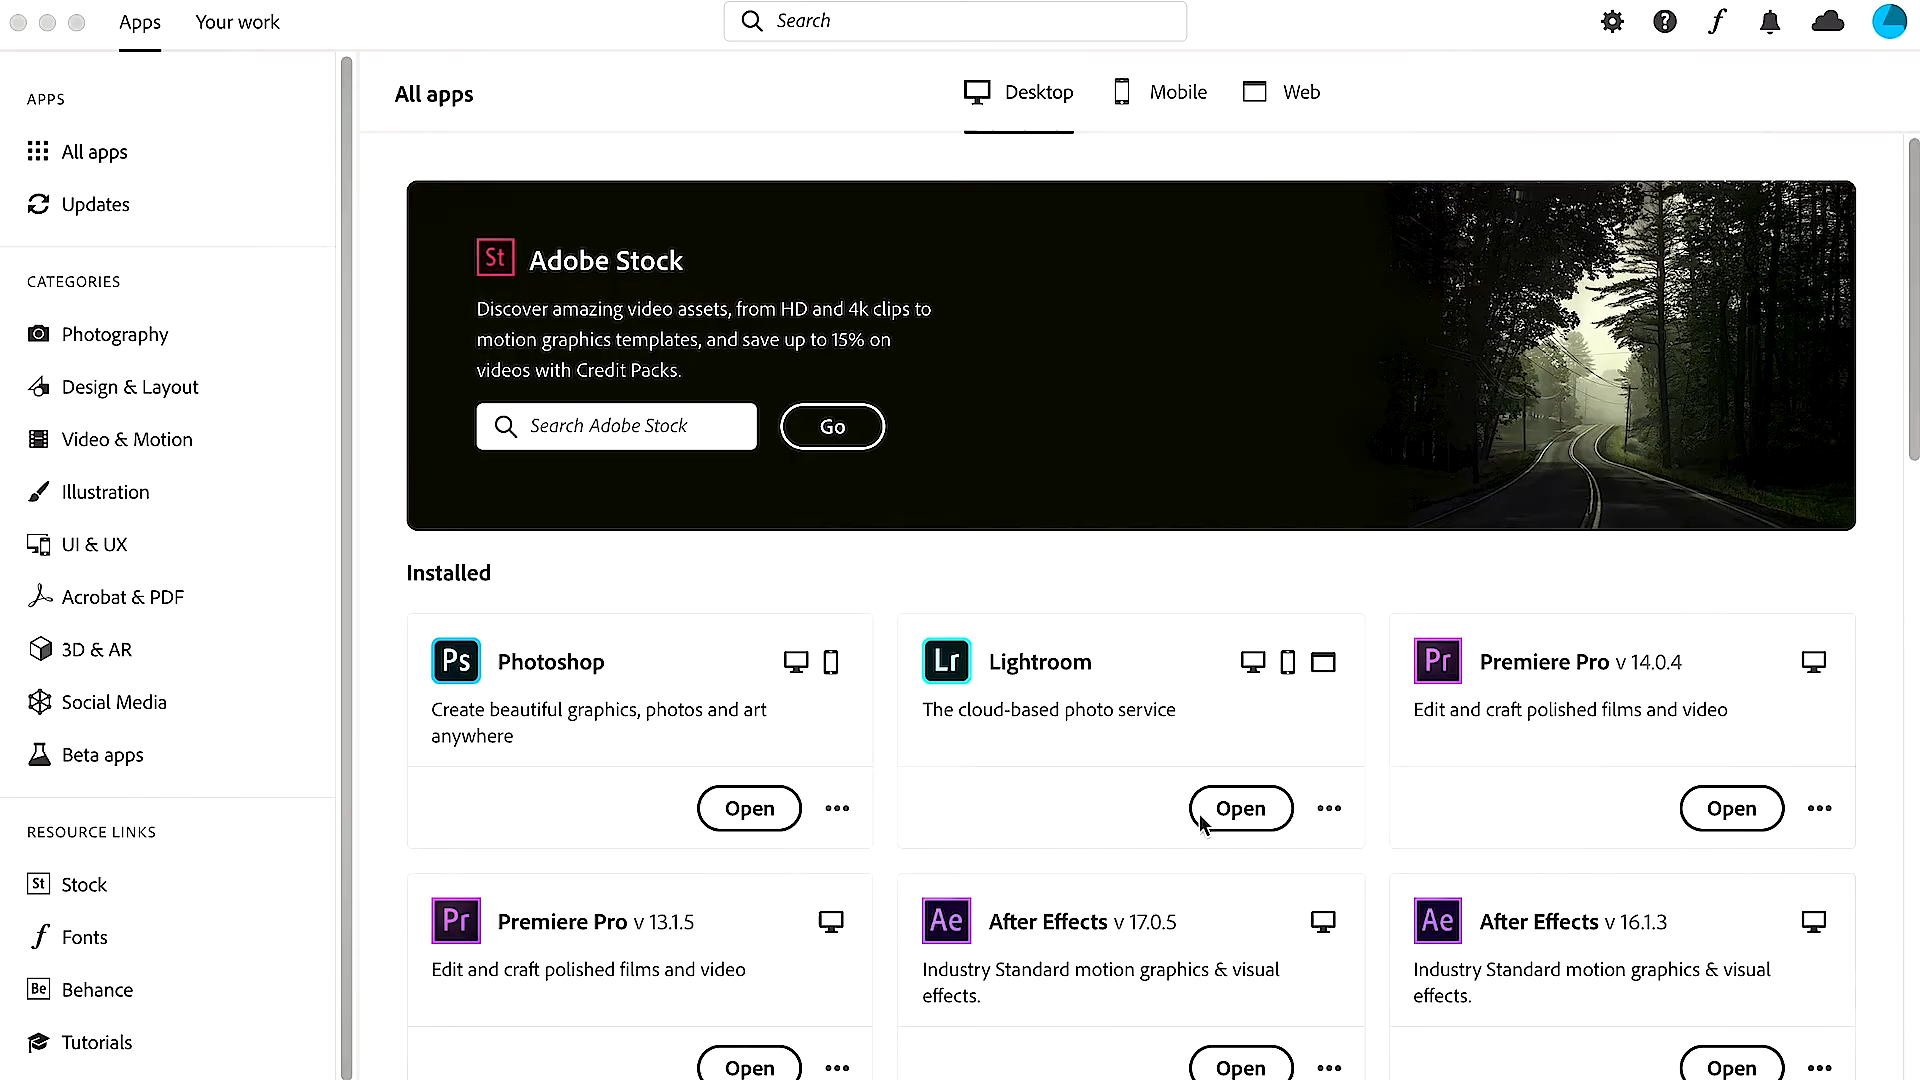 Apps
Your work
Search
APPS
All apps
Updates
CATEGORIES
Photography
Design & Layout
Video & Motion
Illustration
UI & UX
Acrobat & PDF
3D & AR
Social Media
Beta apps
RESOURCE LINKS
St Stock
Fonts
Be Behance
Tutorials
All apps
Desktop
Mobile
Web
St Adobe Stock
Discover amazing video assets, from HD and 4k clips to
motion graphics templates, and save up to 15% on
videos with Credit Packs.
Search Adobe Stock
Go
Installed
Ps Photoshop
Create beautiful graphics, photos and art
anywhere
Open
Lr Lightroom
The cloud-based photo service
Open
Pr Premiere Pro v 14.0.4
Edit and craft polished films and video
Open
Pr Premiere Pro v 13.1.5
Edit and craft polished films and video
Open
Ae After Effects v 17.0.5
Industry Standard motion graphics & visual
effects.
Open
Ae After Effects v 16.1.3
Industry Standard motion graphics & visual
effects.
Open